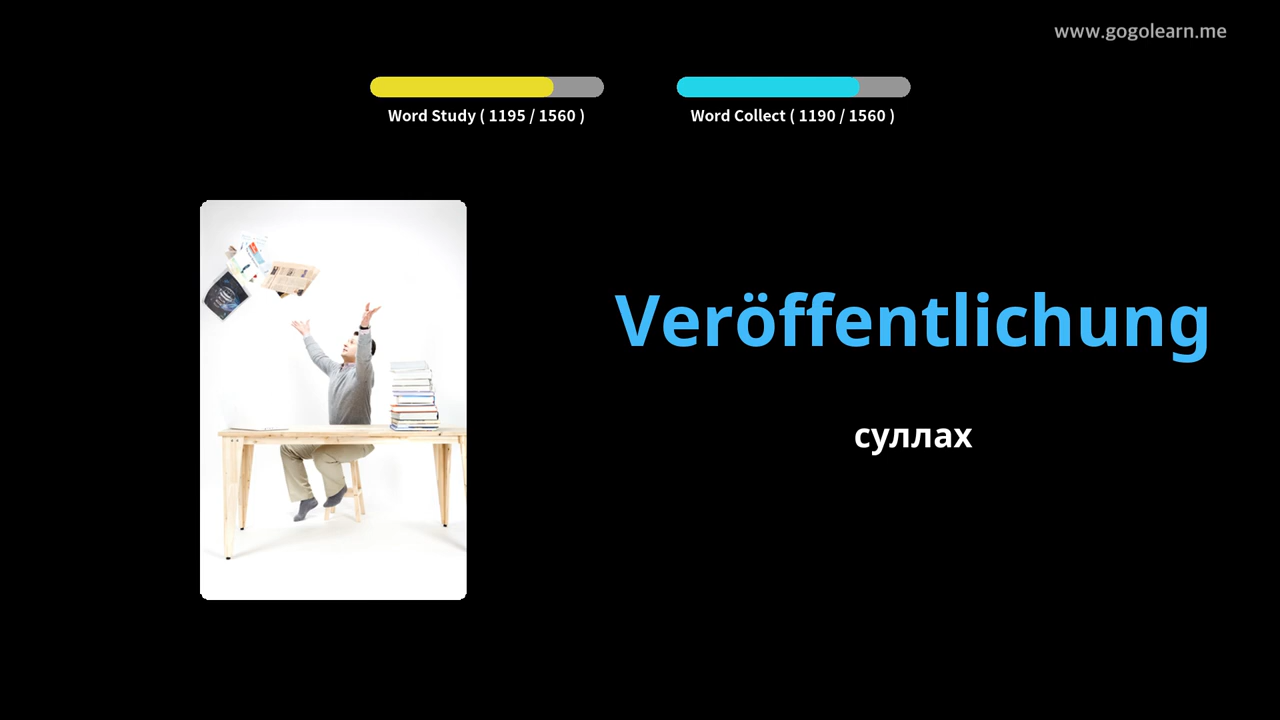 www.gogolearn.me
Word Study ( 1195 / 1560 )
Word Collect ( 1190 / 1560 )
Veröffentlichung
суллах